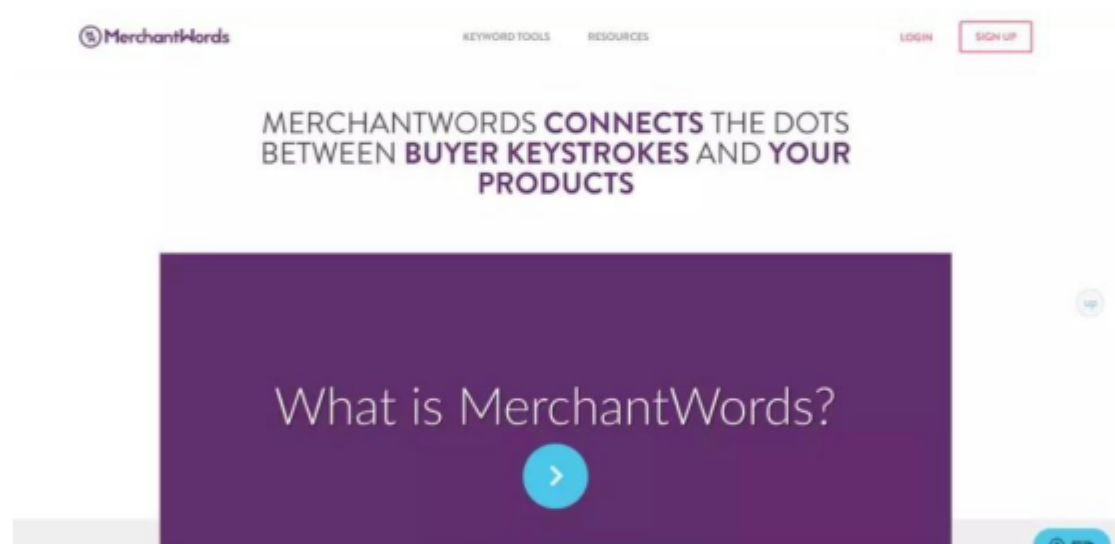 MerchantWords
KEYWORD TOOLS RESOURCES
LOGIN SIGN UP
MERCHANTWORDS CONNECTS THE DOTS
BETWEEN BUYER KEYSTROKES AND YOUR
PRODUCTS
up
What is MerchantWords?